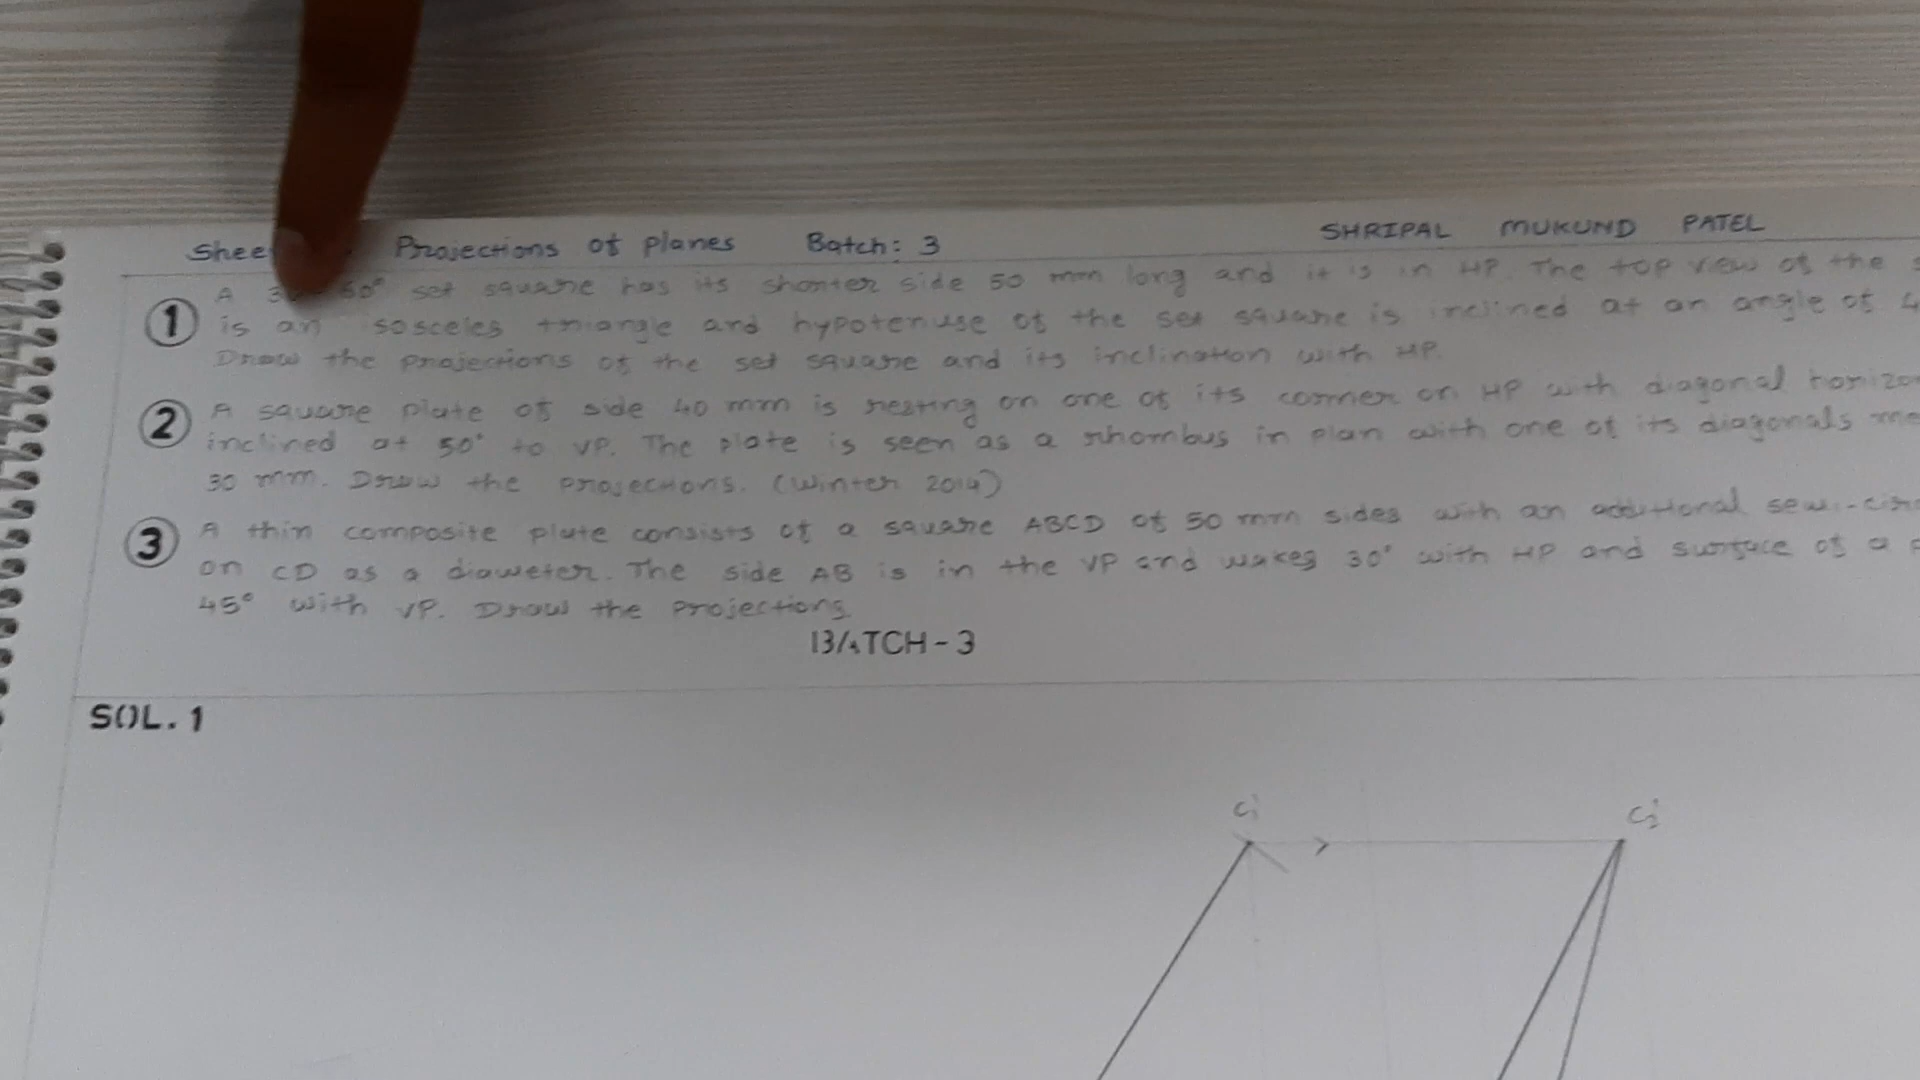 Shee Projections of planes Batch: 3 SHRIPAL MUKUND PATEL
1 A 60° set square has its shorter side 50 mm long and it is in HP. The top view of the
is an isosceles triangle and hypotenuse of the set square is inclined at an angle of 4
Draw the projections of the set square and its inclination with HP.
2 A square plate of side 40 mm is resting on one of its corner on HP with diagonal horizon
inclined at 50° to VP. The plate is seen as a rhombus in plan with one of its diagonals me
30 mm. Draw the projections. (Winter 2014)
3 A thin composite plate consists of a square ABCD of 50 mm sides with an additional semi-circ
on CD as a diameter. The side AB is in the VP and makes 30° with HP and surface of a p
45° with VP. Draw the projections
BATCH-3
SOL. 1
c₁' c₂'